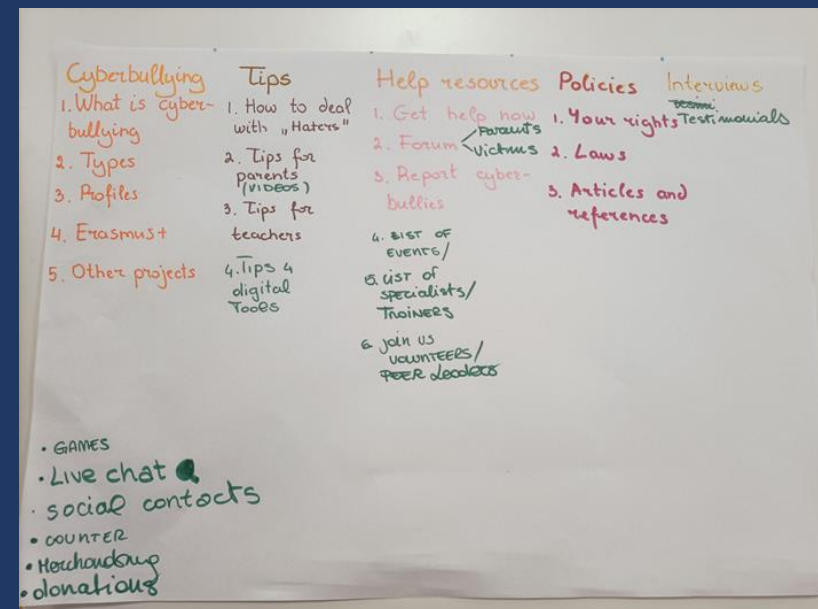 Cyberbullying
1. What is cyber-
bullying
2. Types
3. Profiles
4. Erasmus+
5. Other projects
Tips
1. How to deal
with „Haters"
2. Tips for
parents
(VIDEOS)
3. Tips for
teachers
4. Tips 4
digital
Tools
Help resources
1. Get help now
2. Forum
Parents
Victims
3. Report cyber-
bullies
4. LIST OF
EVENTS/
5. LIST OF
specialists/
TRAINERS
6. Join us
VOLUNTEERS/
PEER Leaders
Policies
1. Your rights
2. Laws
3. Articles and
references
Interviews
Testimonials
• GAMES
• Live chat
• social contacts
• COUNTER
• Merchandising
• donations